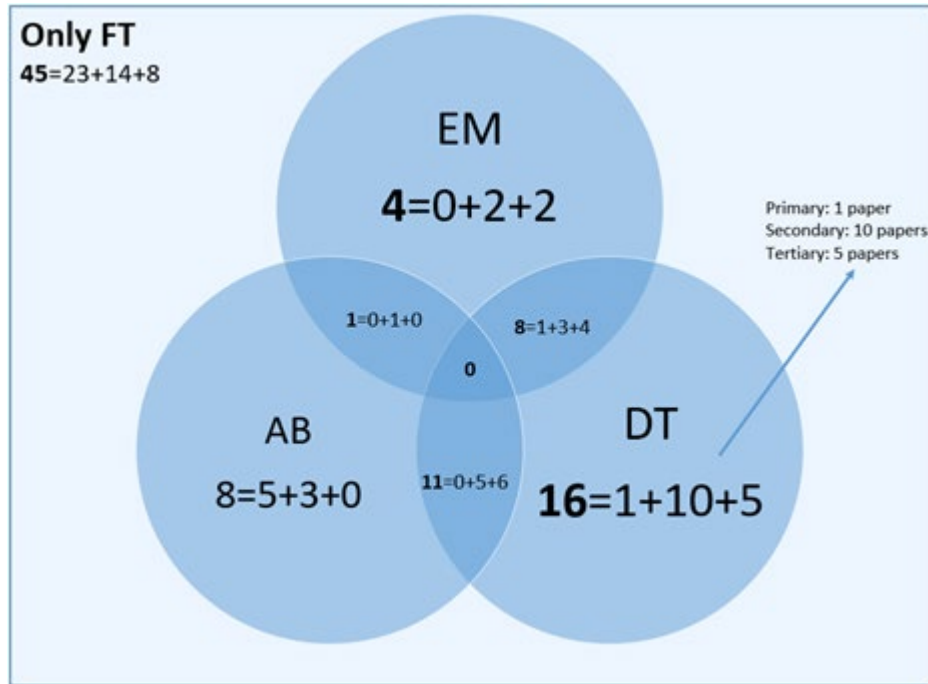 Only FT
45=23+14+8
EM
4=0+2+2
Primary: 1 paper
Secondary: 10 papers
Tertiary: 5 papers
1=0+1+0
8=1+3+4
0
AB
8=5+3+0
DT
16=1+10+5
11=0+5+6